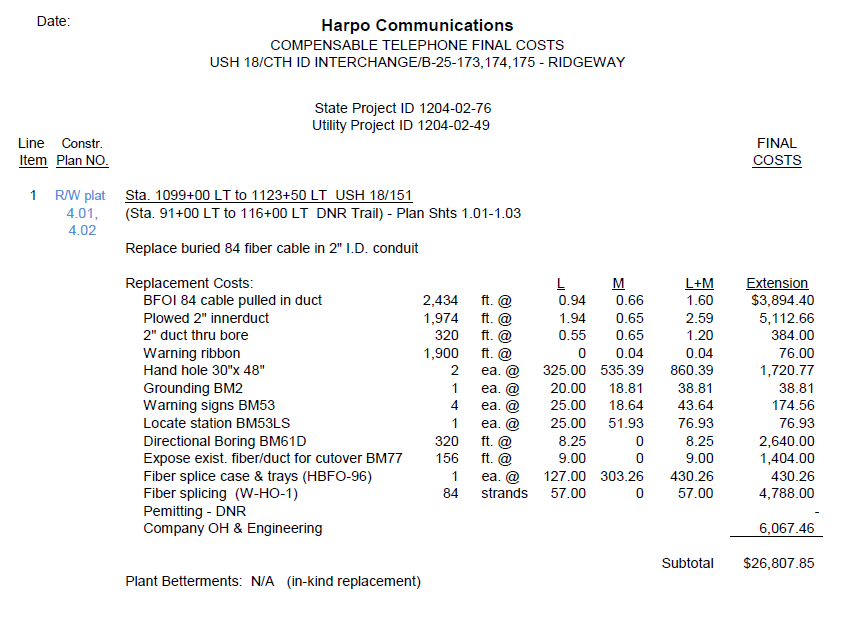 Date:
Harpo Communications
COMPENSABLE TELEPHONE FINAL COSTS
USH 18/CTH ID INTERCHANGE/B-25-173,174,175 - RIDGEWAY
State Project ID 1204-02-76
Utility Project ID 1204-02-49
Line Constr. FINAL
Item Plan NO. COSTS
1 R/W plat Sta. 1099+00 LT to 1123+50 LT USH 18/151
4.01, (Sta. 91+00 LT to 116+00 LT DNR Trail) - Plan Shts 1.01-1.03
4.02
Replace buried 84 fiber cable in 2" I.D. conduit
Replacement Costs: L M L+M Extension
BFOI 84 cable pulled in duct 2,434 ft. @ 0.94 0.66 1.60 $3,894.40
Plowed 2" innerduct 1,974 ft. @ 1.94 0.65 2.59 5,112.66
2" duct thru bore 320 ft. @ 0.55 0.65 1.20 384.00
Warning ribbon 1,900 ft. @ 0 0.04 0.04 76.00
Hand hole 30"x 48" 2 ea. @ 325.00 535.39 860.39 1,720.77
Grounding BM2 1 ea. @ 20.00 18.81 38.81 38.81
Warning signs BM53 4 ea. @ 25.00 18.64 43.64 174.56
Locate station BM53LS 1 ea. @ 25.00 51.93 76.93 76.93
Directional Boring BM61D 320 ft. @ 8.25 0 8.25 2,640.00
Expose exist. fiber/duct for cutover BM77 156 ft. @ 9.00 0 9.00 1,404.00
Fiber splice case & trays (HBFO-96) 1 ea. @ 127.00 303.26 430.26 430.26
Fiber splicing (W-HO-1) 84 strands 57.00 0 57.00 4,788.00
Pemitting - DNR -
Company OH & Engineering 6,067.46
Subtotal $26,807.85
Plant Betterments: N/A (in-kind replacement)